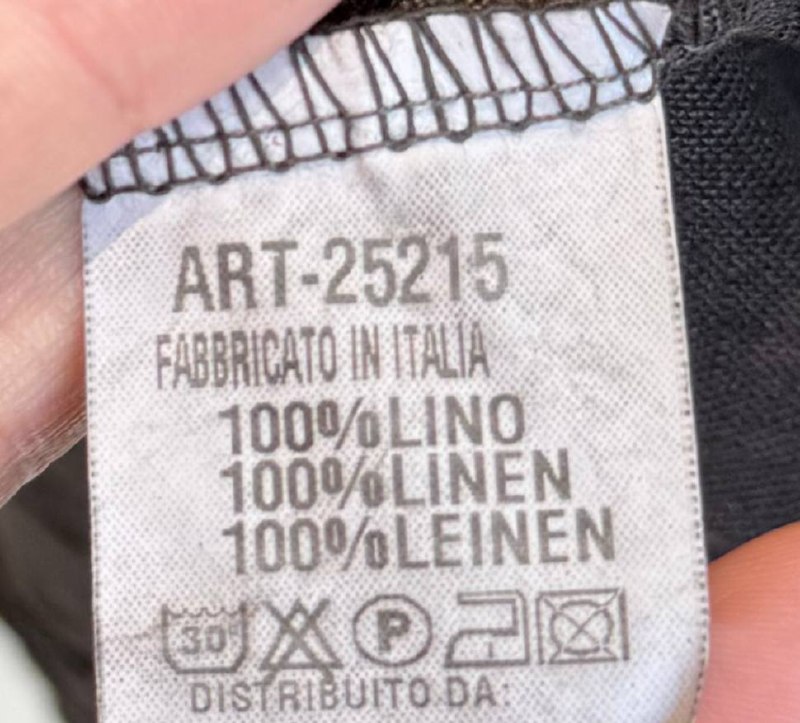 ART-25215
FABBRICATO IN ITALIA
100%LINO
100%LINEN
100%LEINEN
30 P
DISTRIBUITO DA: